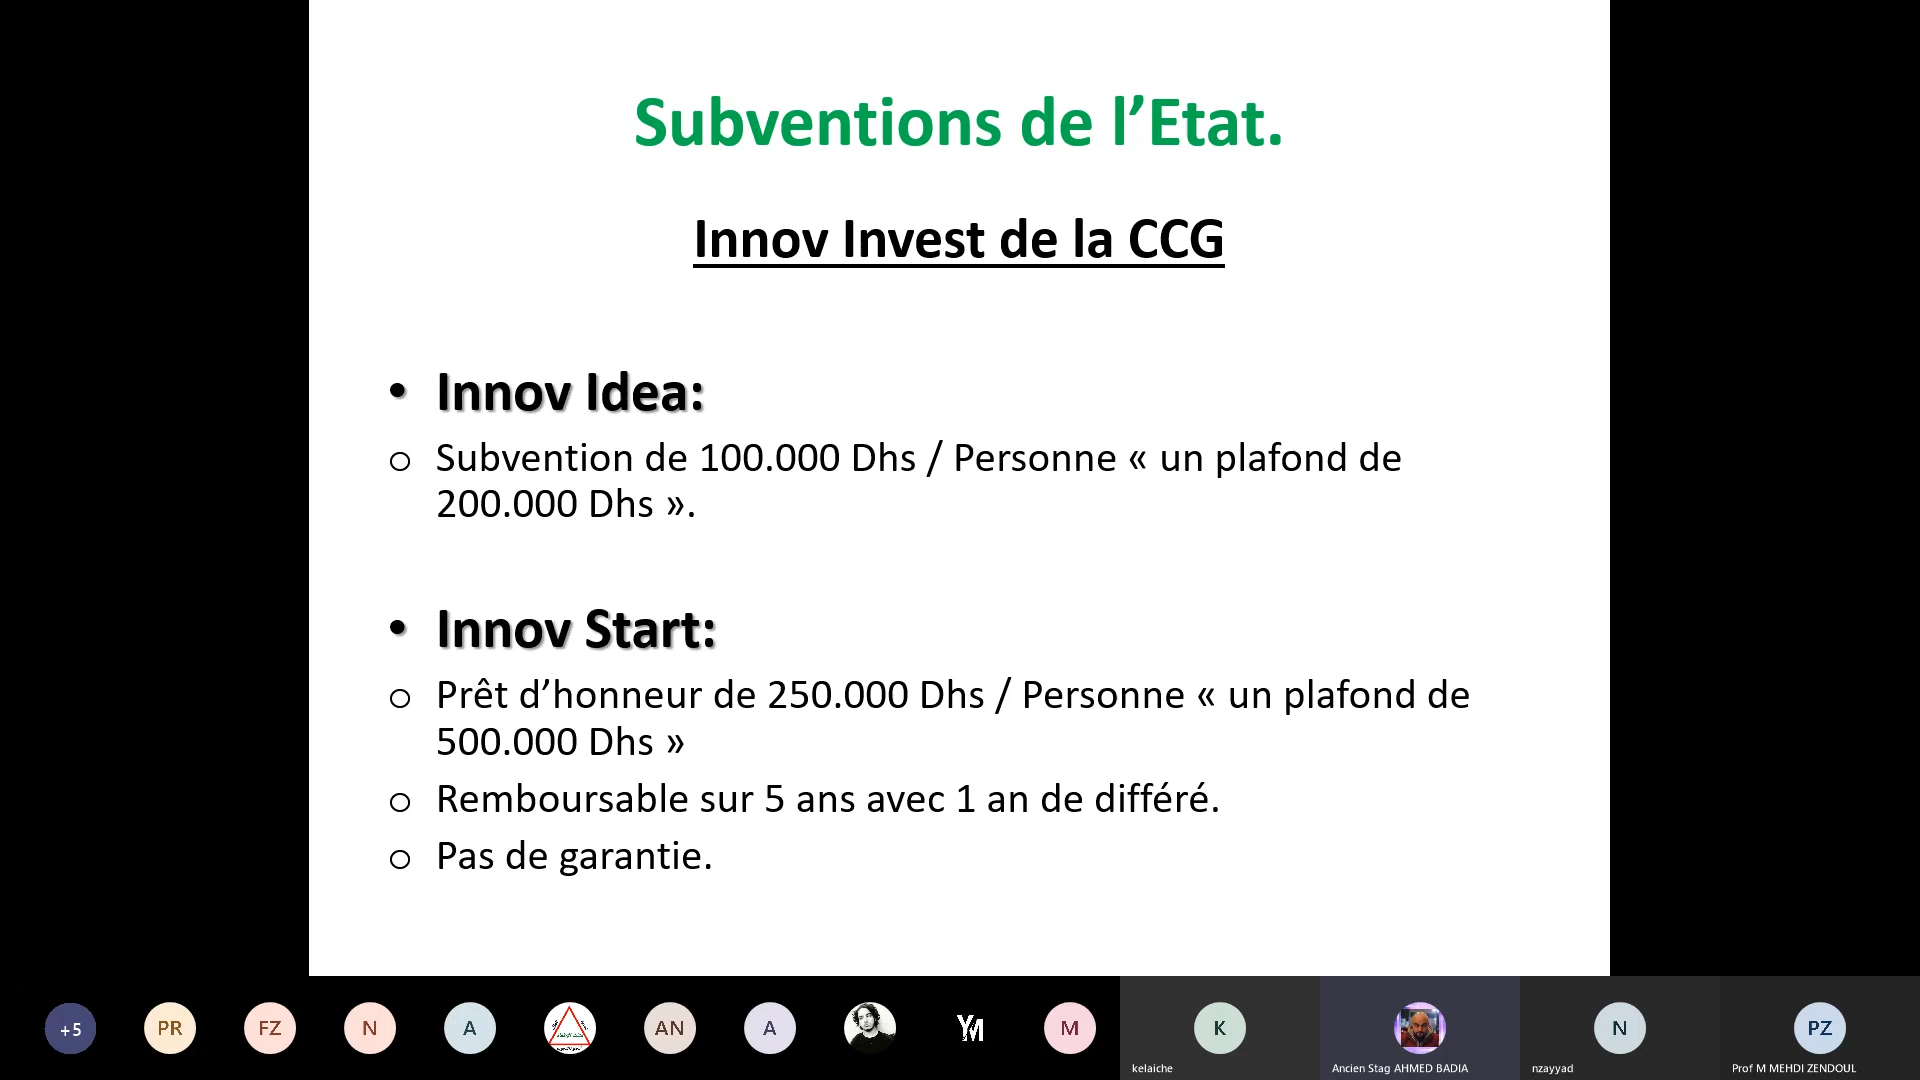 Subventions de l’Etat.
Innov Invest de la CCG
• Innov Idea:
o Subvention de 100.000 Dhs / Personne « un plafond de
200.000 Dhs ».
• Innov Start:
o Prêt d’honneur de 250.000 Dhs / Personne « un plafond de
500.000 Dhs »
o Remboursable sur 5 ans avec 1 an de différé.
o Pas de garantie.
+5
PR
FZ
N
A
AN
A
YM
M
K
N
PZ
kelaiche
Ancien Stag AHMED BADIA
nzayyad
Prof M MEHDI ZENDOUL